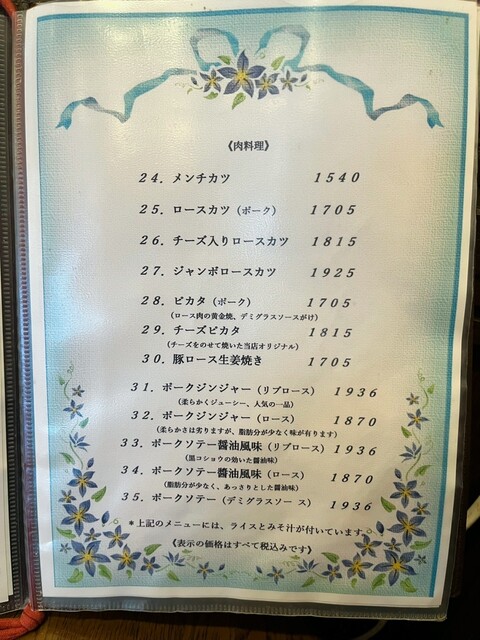 《肉料理》
24. メンチカツ 1540
25. ロースカツ（ポーク） 1705
26. チーズ入りロースカツ 1815
27. ジャンボロースカツ 1925
28. ピカタ（ポーク） 1705
（ロース肉の黄金焼、デミグラスソースがけ）
29. チーズピカタ 1815
（チーズをのせて焼いた当店オリジナル）
30. 豚ロース生姜焼き 1705
31. ポークジンジャー（リブロース） 1936
（柔らかくジューシー、人気の一品）
32. ポークジンジャー（ロース） 1870
（柔らかさは劣りますが、脂肪分が少なく味が有ります）
33. ポークソテー醤油風味（リブロース） 1936
（黒コショウの効いた醤油味）
34. ポークソテー醤油風味（ロース） 1870
（脂肪分が少なく、あっさりとした醤油味）
35. ポークソテー（デミグラスソース） 1936
＊上記のメニューには、ライスとみそ汁が付いています。
《表示の価格はすべて税込みです》